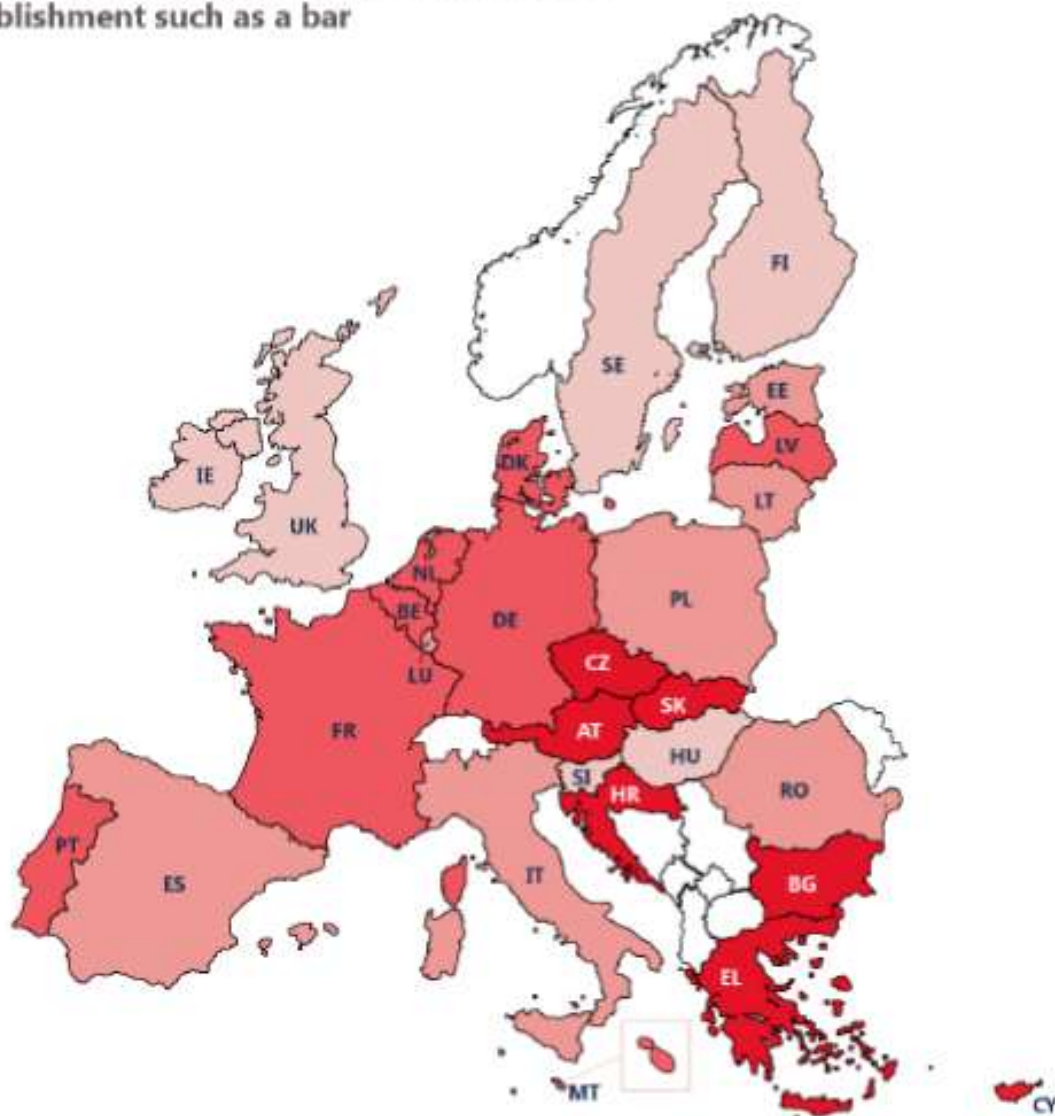 blishment such as a bar
FI
SE
EE
LV
DK
IE
LT
UK
NL
PL
BE
DE
CZ
LU
SK
FR
AT
HU
SI
RO
HR
PT
ES
IT
BG
EL
MT
CY